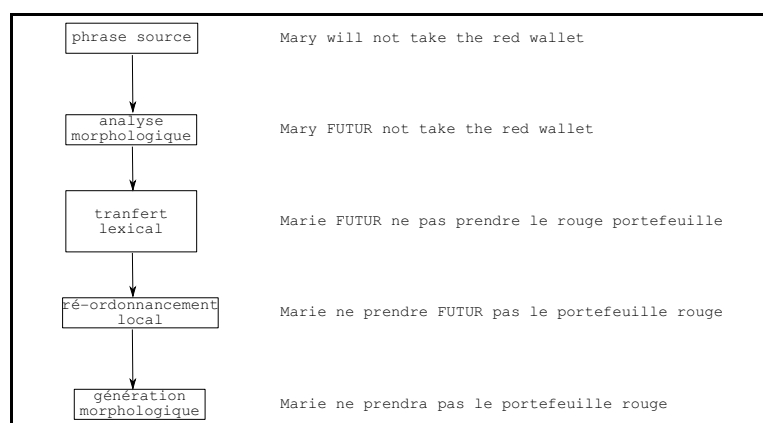 phrase source
Mary will not take the red wallet
analyse
morphologique
Mary FUTUR not take the red wallet
tranfert
lexical
Marie FUTUR ne pas prendre le rouge portefeuille
ré-ordonnancement
local
Marie ne prendre FUTUR pas le portefeuille rouge
génération
morphologique
Marie ne prendra pas le portefeuille rouge